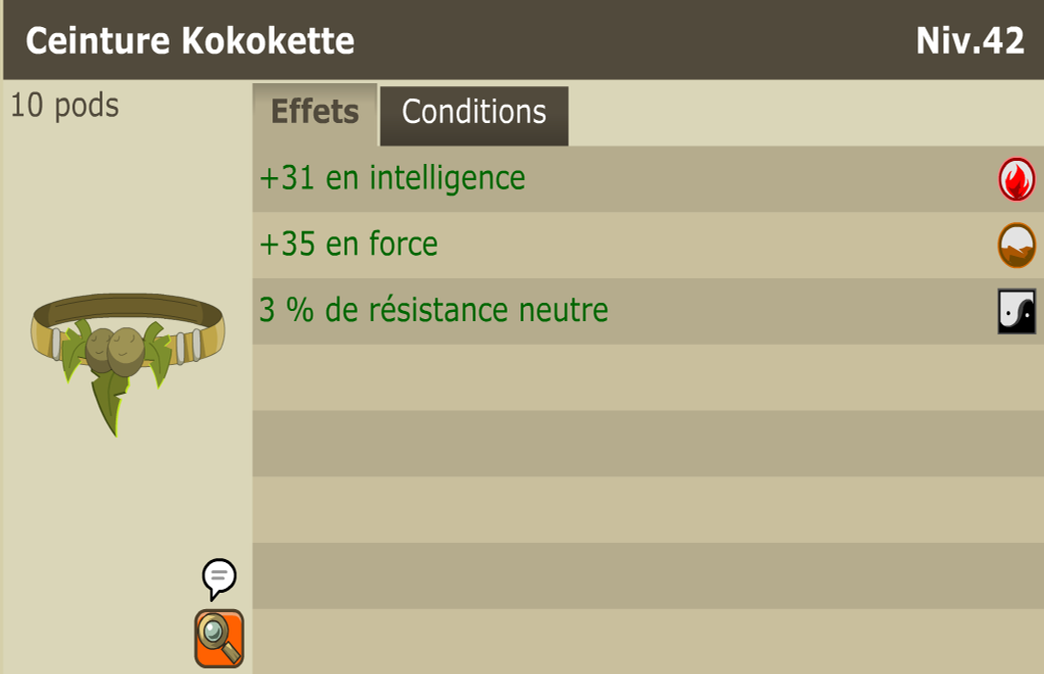 Ceinture Kokokette
Niv.42
10 pods
Effets
Conditions
+31 en intelligence
+35 en force
3 % de résistance neutre